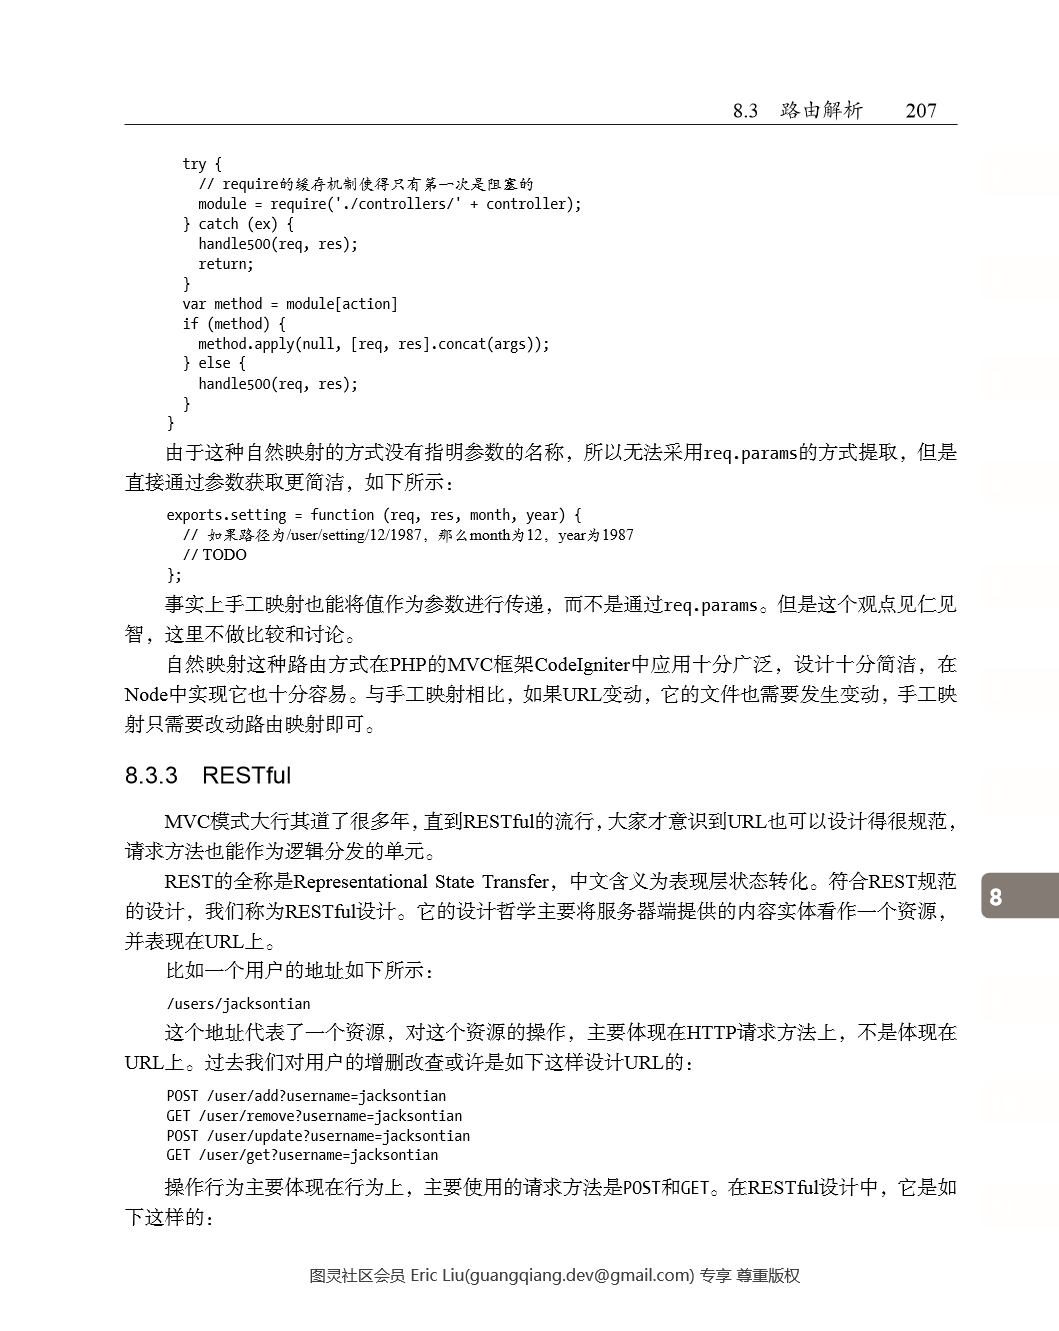 8.3 路由解析 207
try {
// require的缓存机制使得只有第一次是阻塞的
module = require('./controllers/' + controller);
} catch (ex) {
handle500(req, res);
return;
}
var method = module[action]
if (method) {
method.apply(null, [req, res].concat(args));
} else {
handle500(req, res);
}
}
由于这种自然映射的方式没有指明参数的名称，所以无法采用req.params的方式提取，但是
直接通过参数获取更简洁，如下所示：
exports.setting = function (req, res, month, year) {
// 如果路径为/user/setting/12/1987，那么month为12，year为1987
// TODO
};
事实上手工映射也能将值作为参数进行传递，而不是通过req.params。但是这个观点见仁见
智，这里不做比较和讨论。
自然映射这种路由方式在PHP的MVC框架CodeIgniter中应用十分广泛，设计十分简洁，在
Node中实现它也十分容易。与手工映射相比，如果URL变动，它的文件也需要发生变动，手工映
射只需要改动路由映射即可。
8.3.3 RESTful
MVC模式大行其道了很多年，直到RESTful的流行，大家才意识到URL也可以设计得很规范，
请求方法也能作为逻辑分发的单元。
REST的全称是Representational State Transfer，中文含义为表现层状态转化。符合REST规范
的设计，我们称为RESTful设计。它的设计哲学主要将服务器端提供的内容实体看作一个资源，
并表现在URL上。
8
比如一个用户的地址如下所示：
/users/jacksontian
这个地址代表了一个资源，对这个资源的操作，主要体现在HTTP请求方法上，不是体现在
URL上。过去我们对用户的增删改查或许是如下这样设计URL的：
POST /user/add?username=jacksontian
GET /user/remove?username=jacksontian
POST /user/update?username=jacksontian
GET /user/get?username=jacksontian
操作行为主要体现在行为上，主要使用的请求方法是POST和GET。在RESTful设计中，它是如
下这样的：
图灵社区会员 Eric Liu(guangqiang.dev@gmail.com) 专享 尊重版权